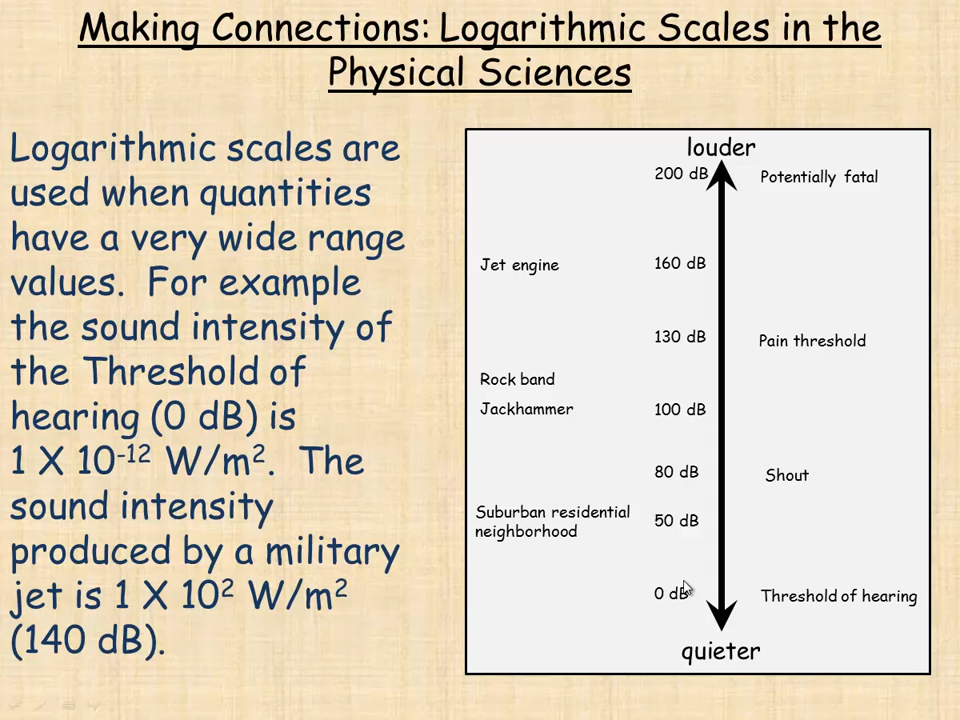 Making Connections: Logarithmic Scales in the
Physical Sciences
Logarithmic scales are
used when quantities
have a very wide range
values.  For example
the sound intensity of
the Threshold of
hearing (0 dB) is
1 X 10⁻¹² W/m².  The
sound intensity
produced by a military
jet is 1 X 10² W/m²
(140 dB).
louder
200 dB Potentially fatal
Jet engine 160 dB
130 dB Pain threshold
Rock band
Jackhammer 100 dB
80 dB Shout
Suburban residential
neighborhood
50 dB
0 dB Threshold of hearing
quieter